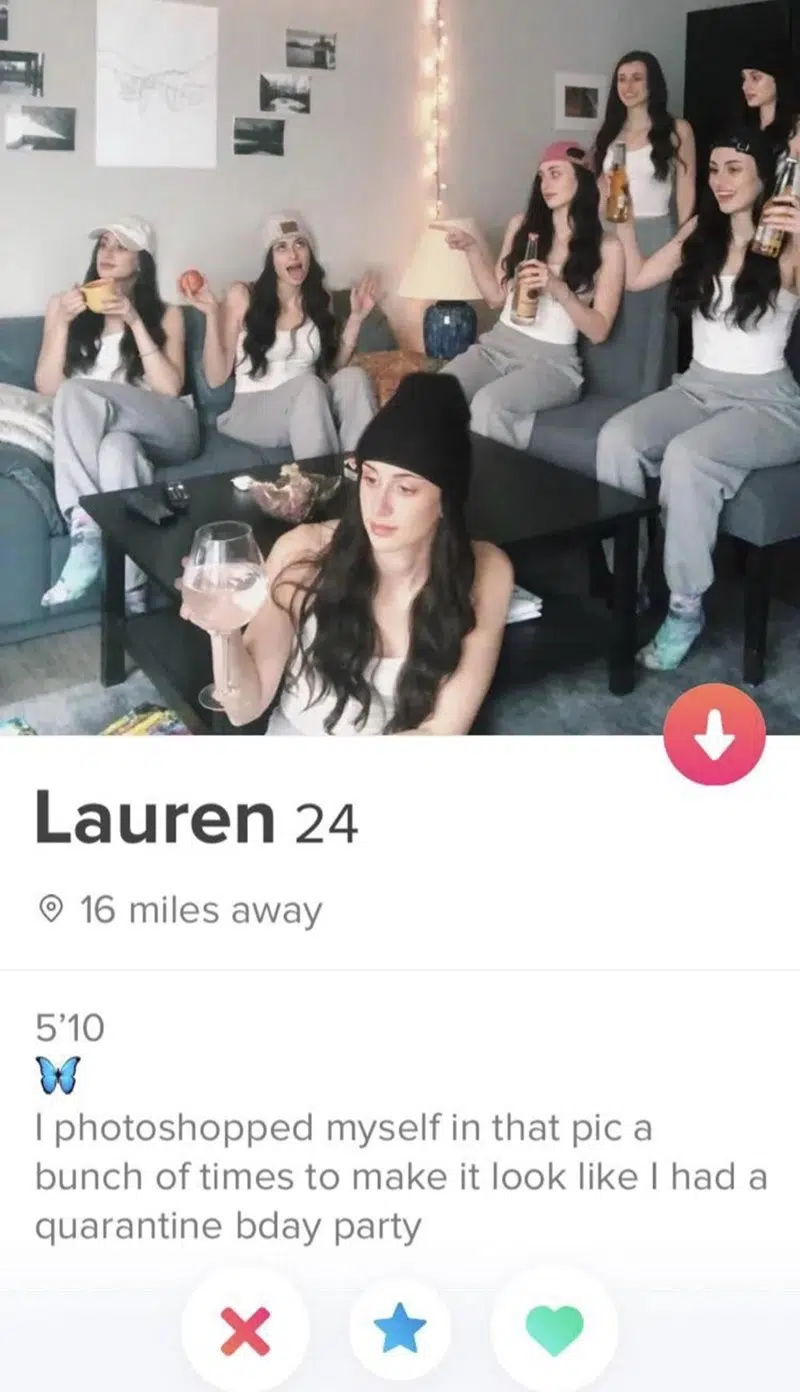 Lauren 24
16 miles away
5'10
🦋
I photoshopped myself in that pic a
bunch of times to make it look like I had a
quarantine bday party